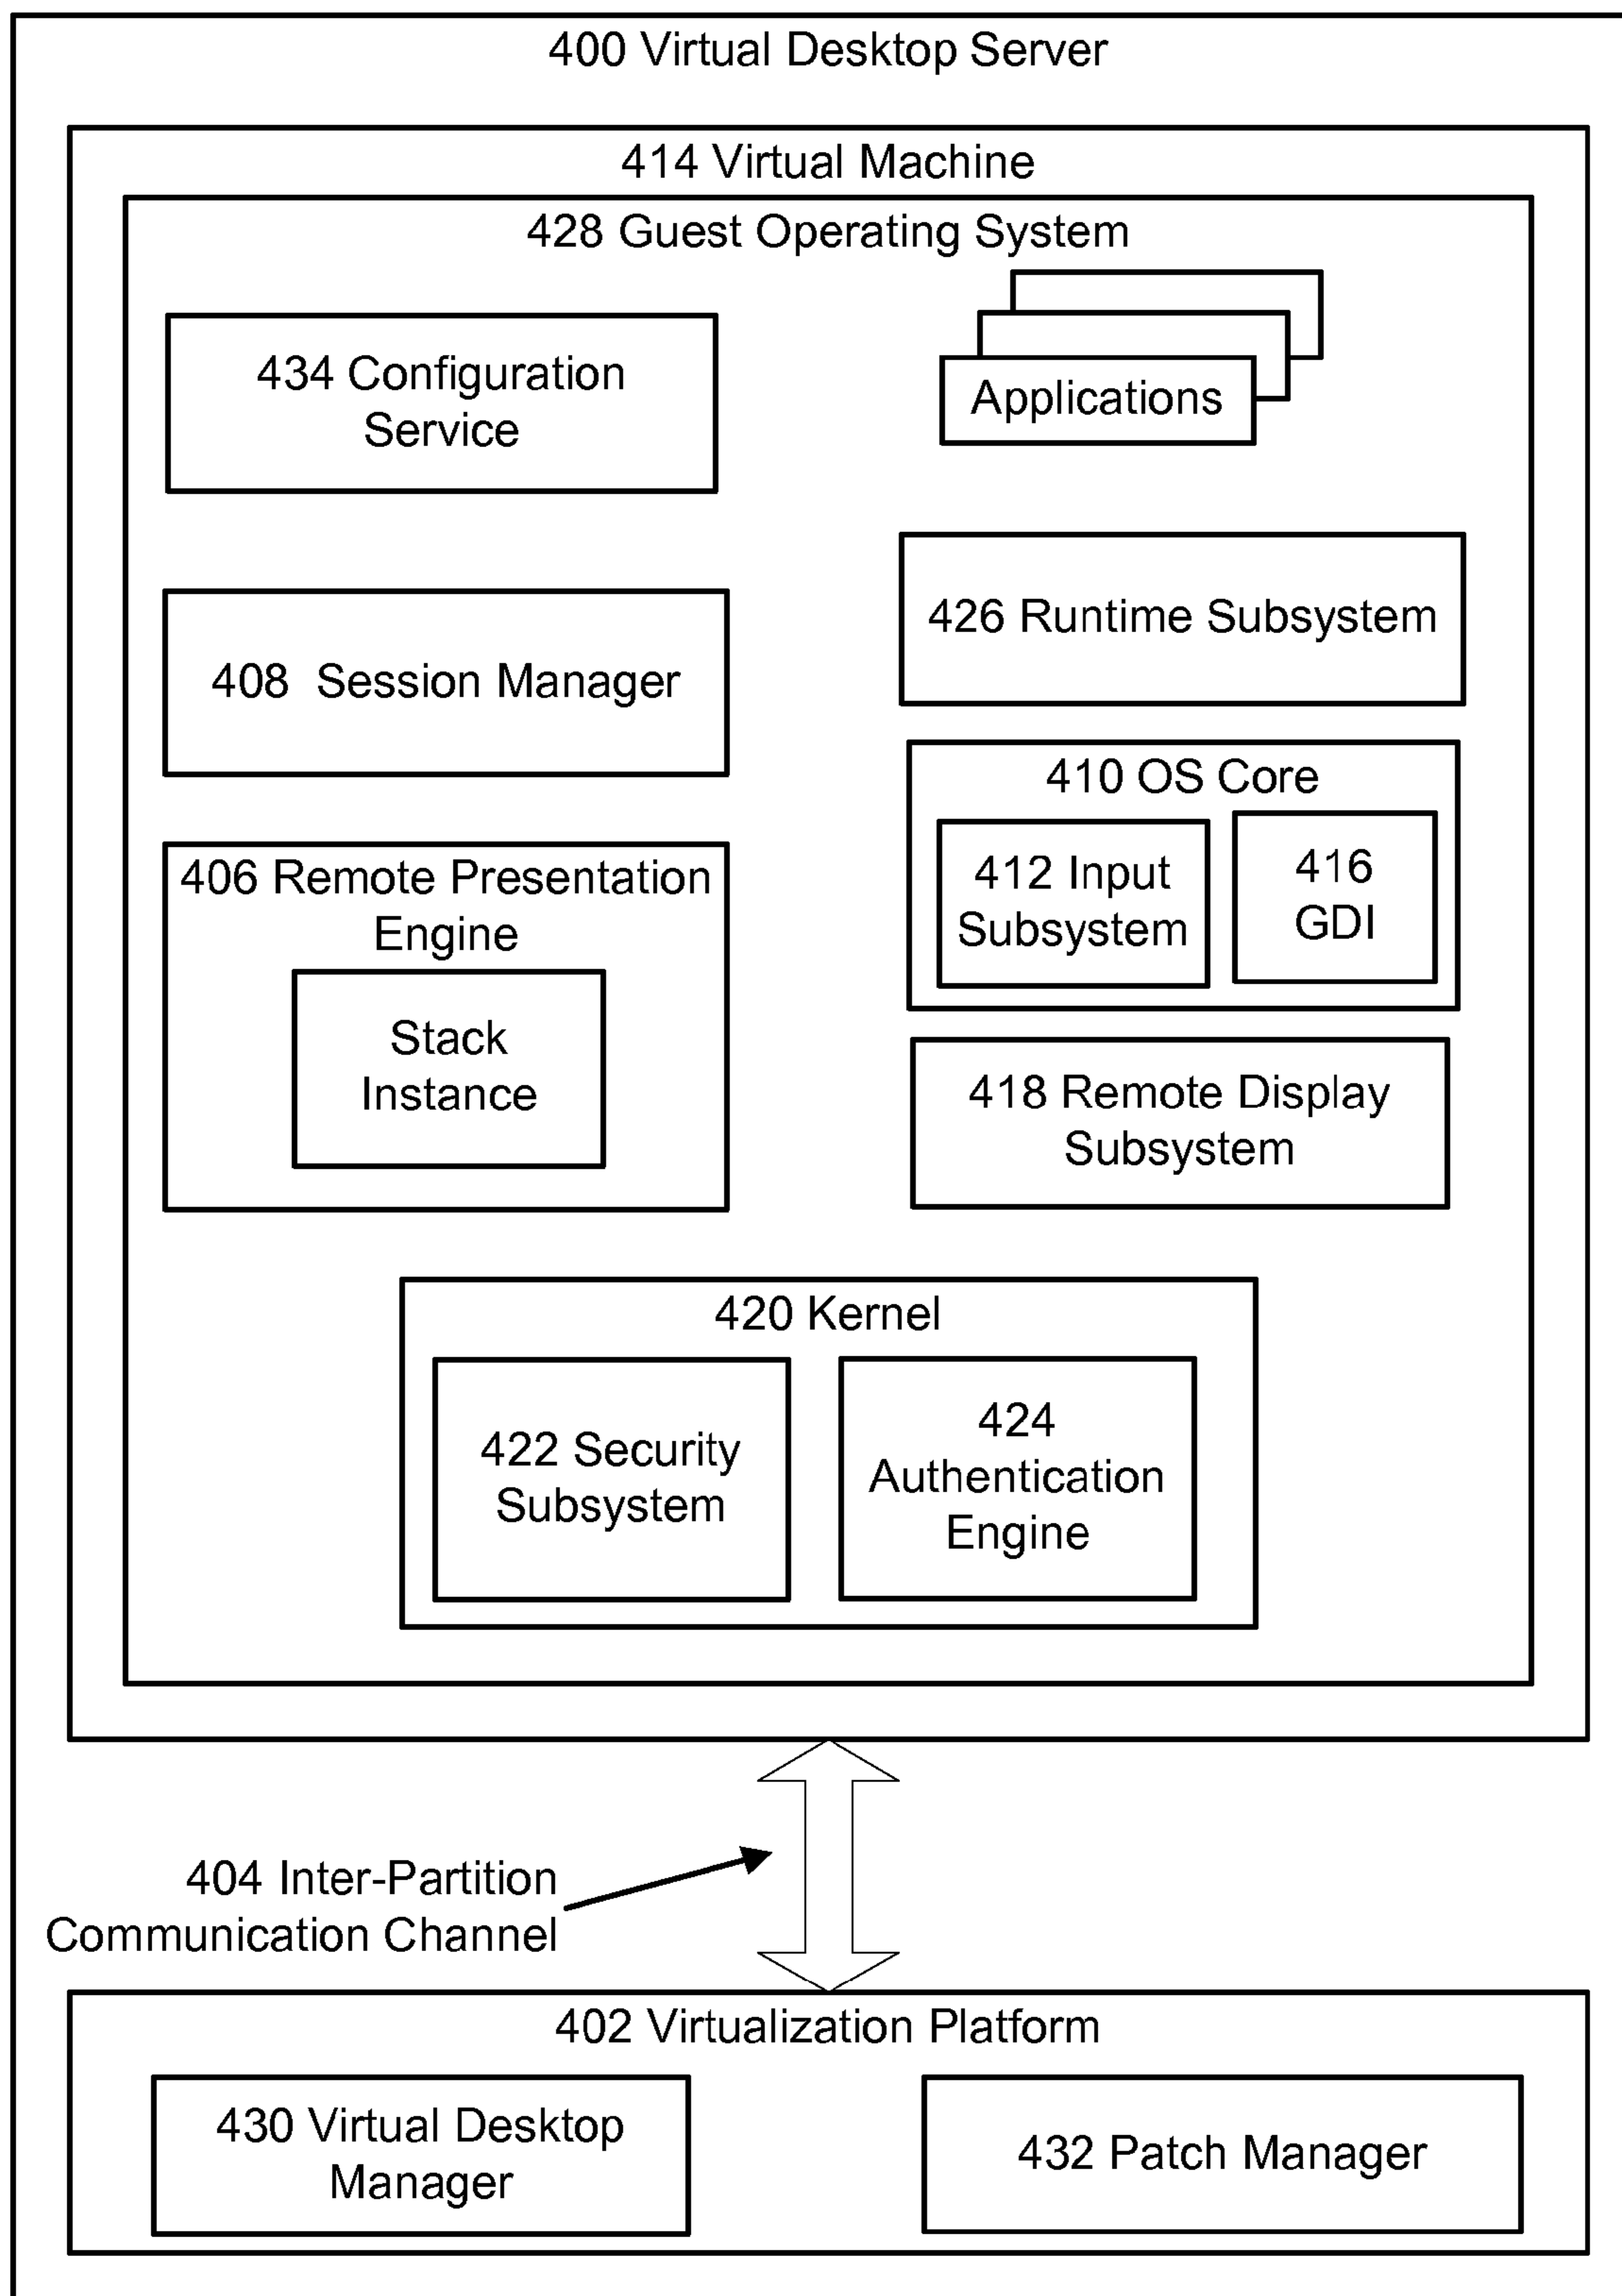 400 Virtual Desktop Server
414 Virtual Machine
428 Guest Operating System
434 Configuration
Service
Applications
426 Runtime Subsystem
408 Session Manager
410 OS Core
412 Input
Subsystem
416
GDI
406 Remote Presentation
Engine
Stack
Instance
418 Remote Display
Subsystem
420 Kernel
422 Security
Subsystem
424
Authentication
Engine
404 Inter-Partition
Communication Channel
402 Virtualization Platform
430 Virtual Desktop
Manager
432 Patch Manager